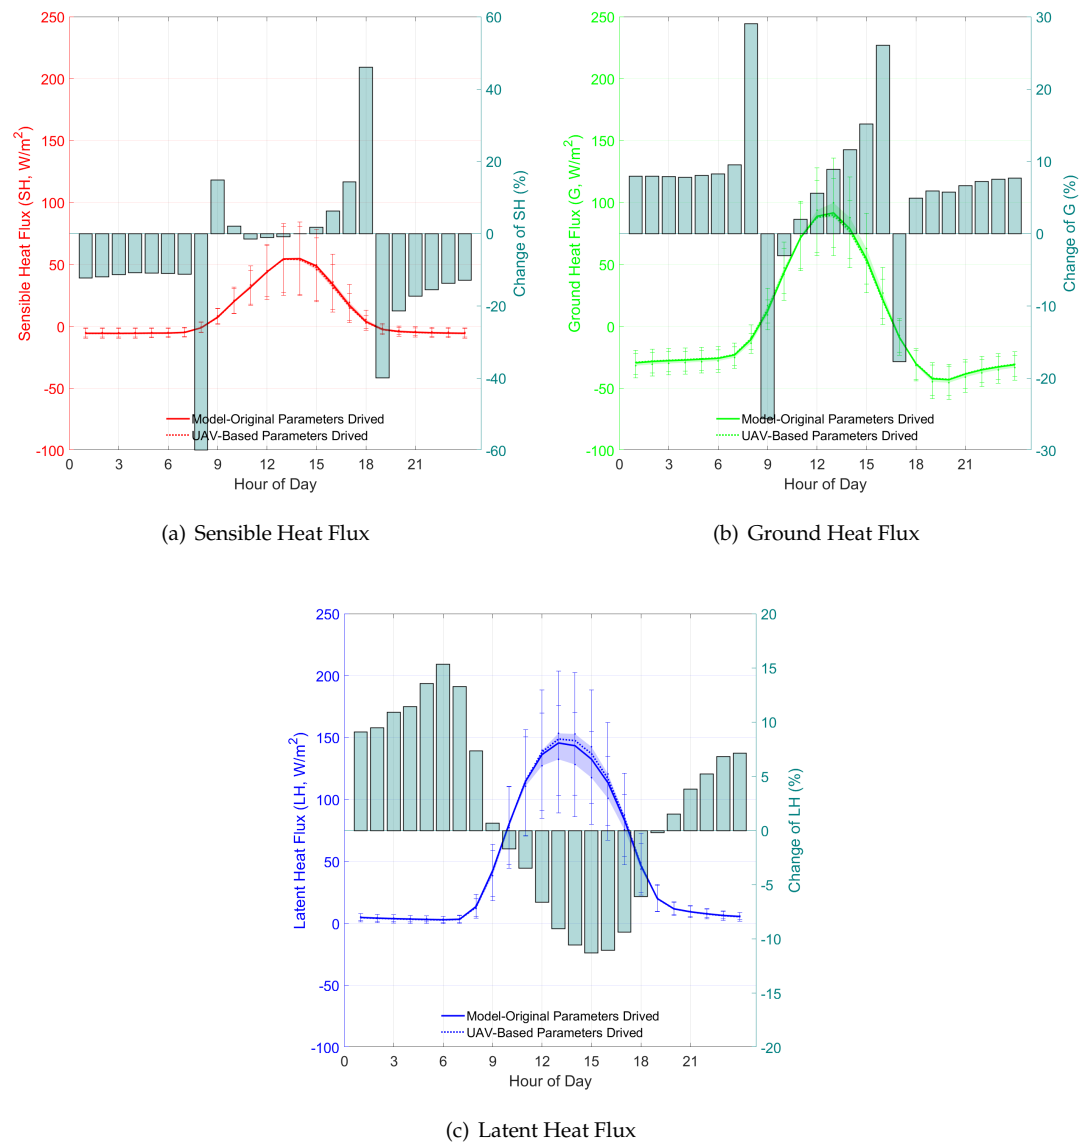 250
200
150
100
50
0
-50
-100
Sensible Heat Flux (SH, W/m²)
60
40
20
0
-20
-40
-60
Change of SH (%)
Model-Original Parameters Drived
UAV-Based Parameters Drived
0 3 6 9 12 15 18 21
Hour of Day
(a) Sensible Heat Flux
250
200
150
100
50
0
-50
-100
Ground Heat Flux (G, W/m²)
30
20
10
0
-10
-20
-30
Change of G (%)
Model-Original Parameters Drived
UAV-Based Parameters Drived
0 3 6 9 12 15 18 21
Hour of Day
(b) Ground Heat Flux
250
200
150
100
50
0
-50
-100
Latent Heat Flux (LH, W/m²)
20
15
10
5
0
-5
-10
-15
-20
Change of LH (%)
Model-Original Parameters Drived
UAV-Based Parameters Drived
0 3 6 9 12 15 18 21
Hour of Day
(c) Latent Heat Flux